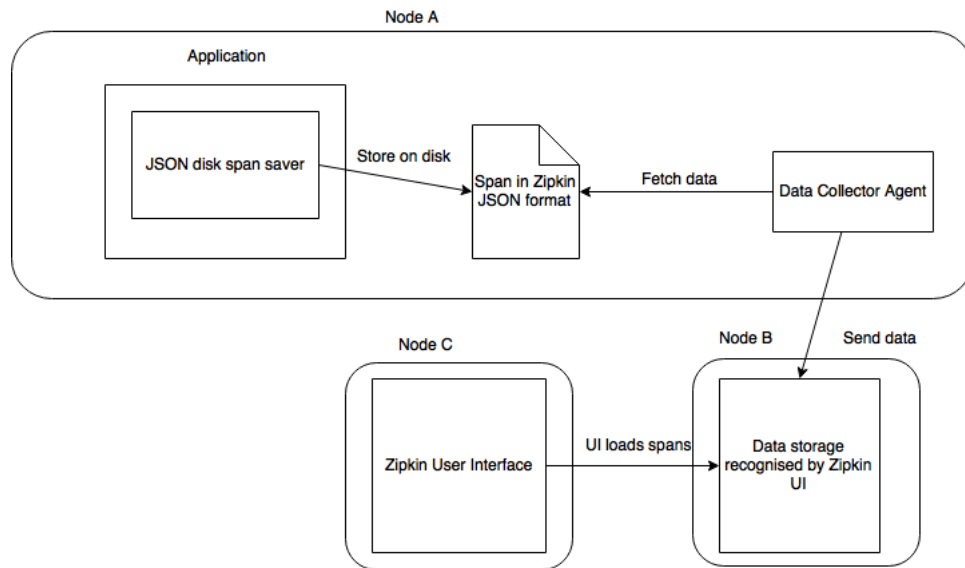 Node A
Application
JSON disk span saver
Store on disk
Span in Zipkin
JSON format
Fetch data
Data Collector Agent
Node C
Node B
Send data
Zipkin User Interface
UI loads spans
Data storage
recognised by Zipkin
UI